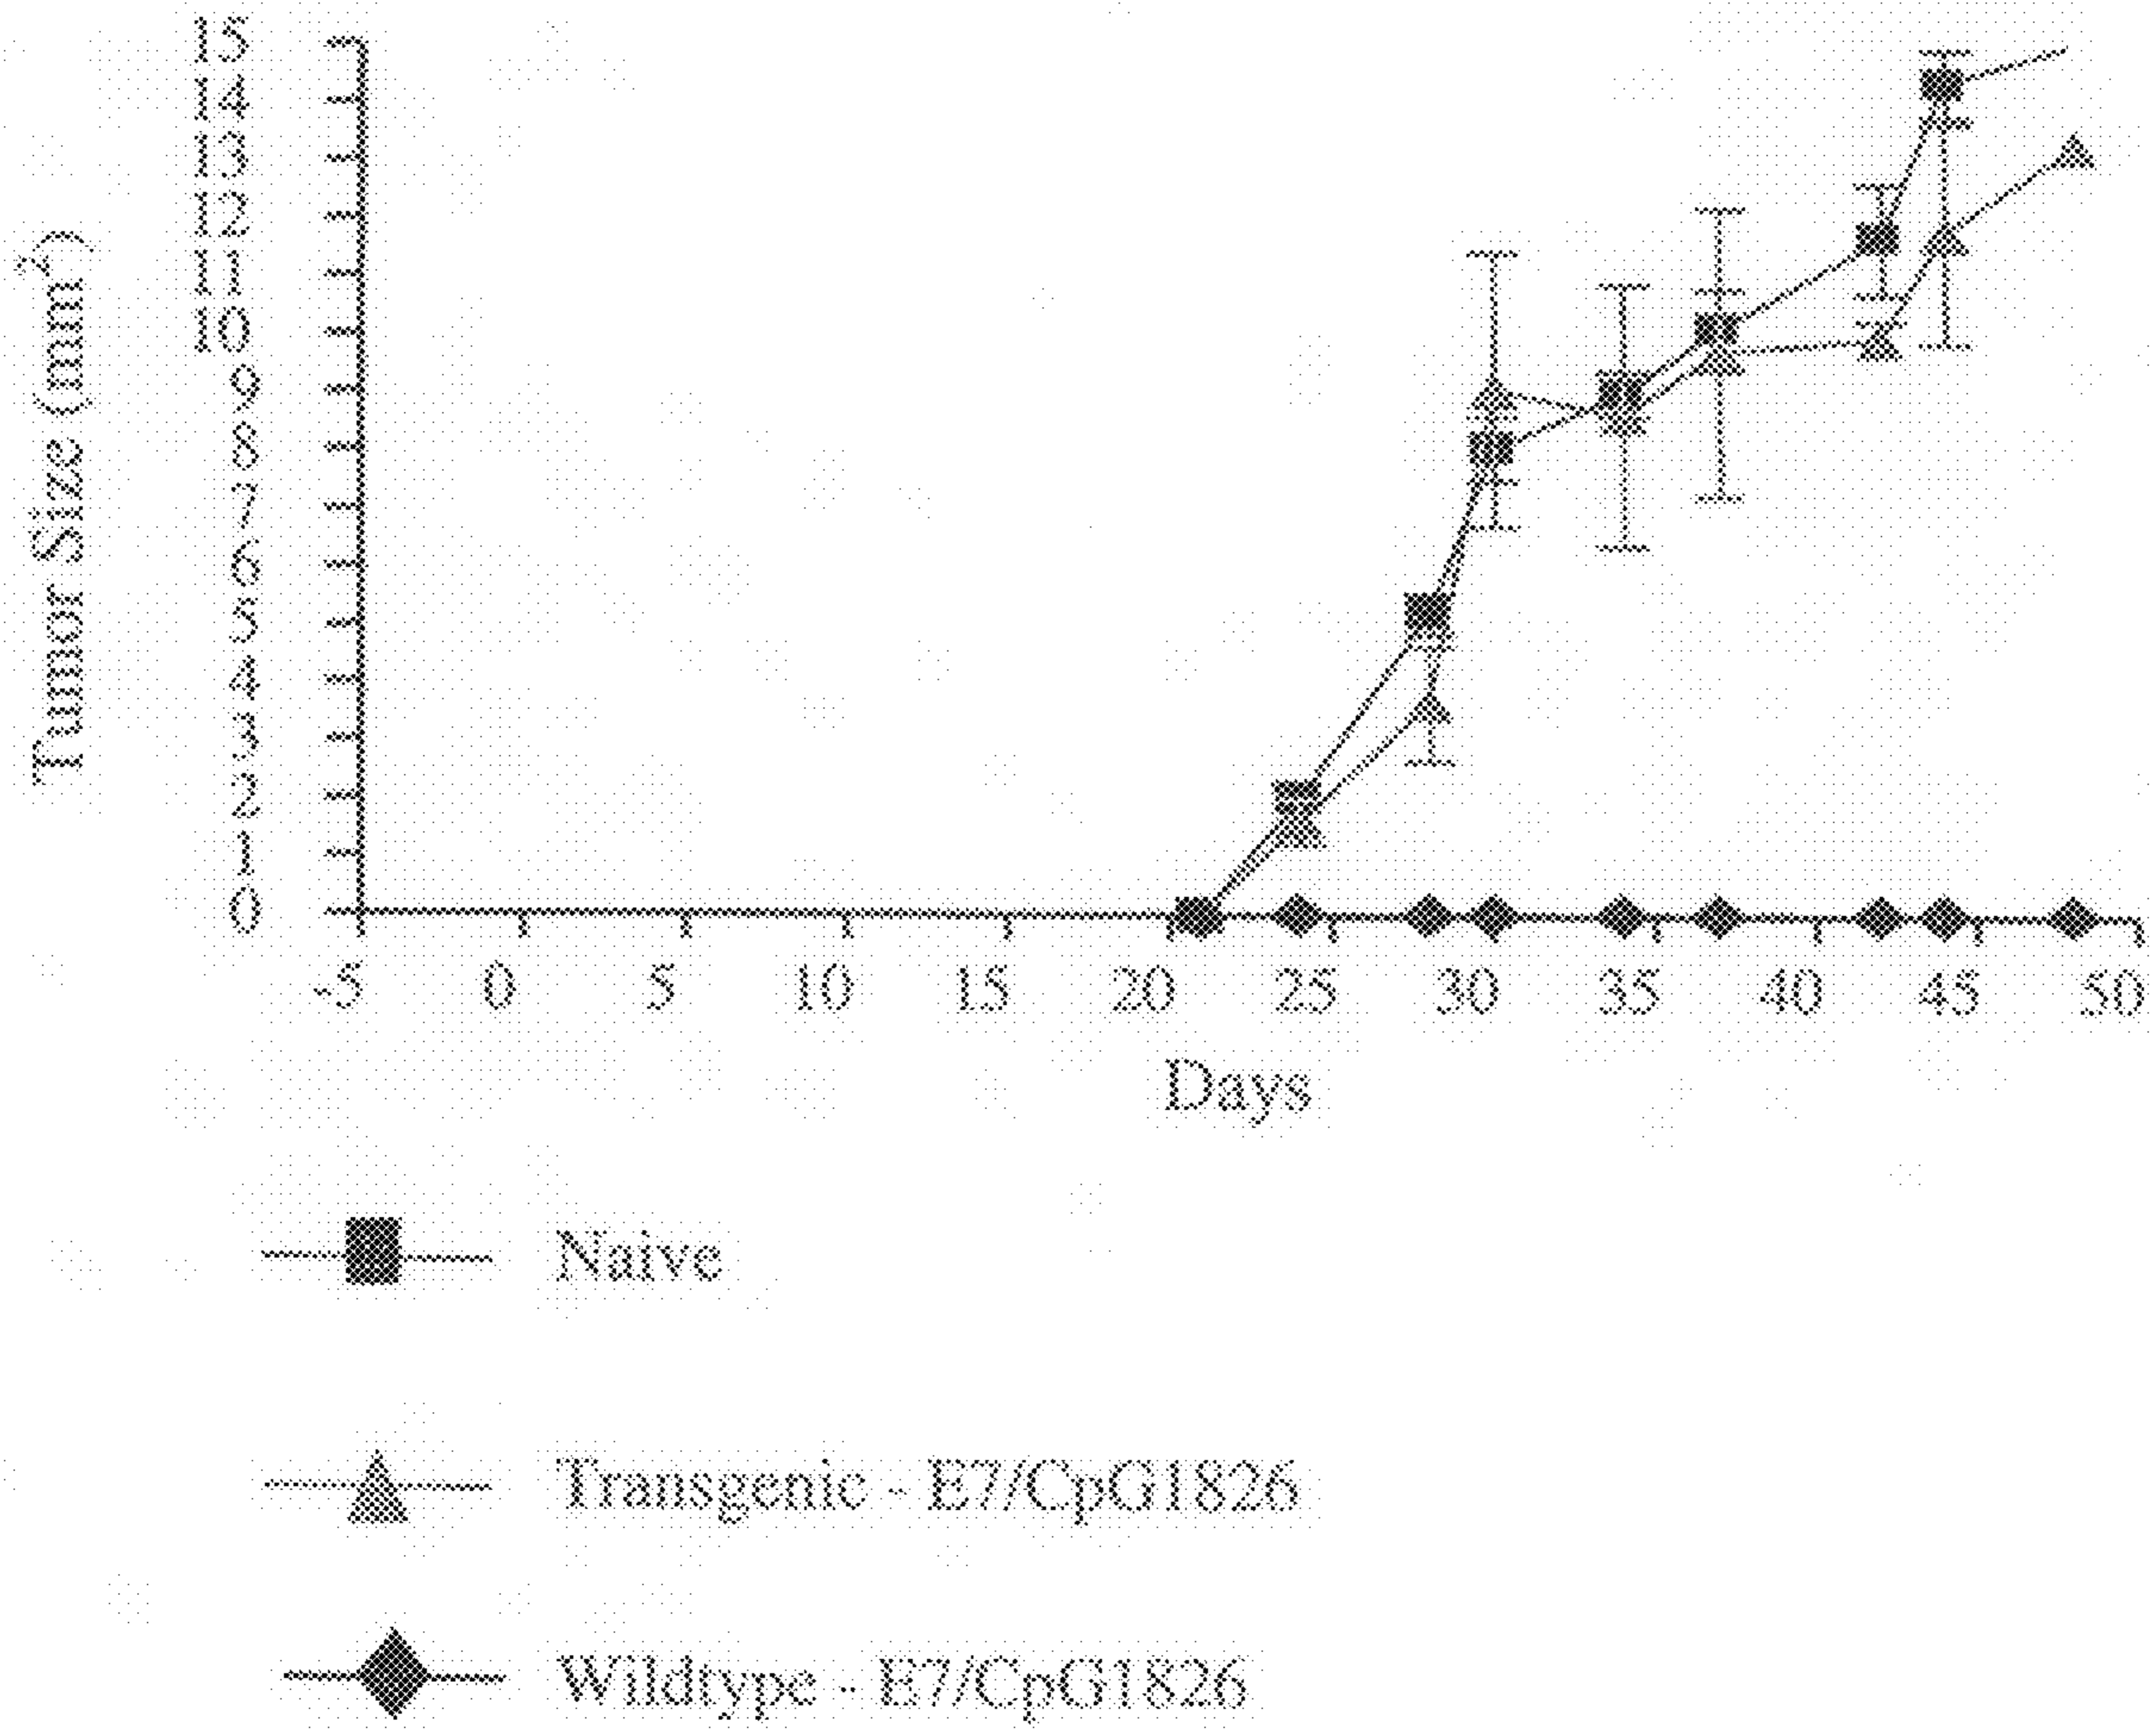 Tumor Size (mm²)
15
14
13
12
11
10
9
8
7
6
5
4
3
2
1
0
-5 0 5 10 15 20 25 30 35 40 45 50
Days
Naive
Transgenic - E7/CpG1826
Wildtype - E7/CpG1826